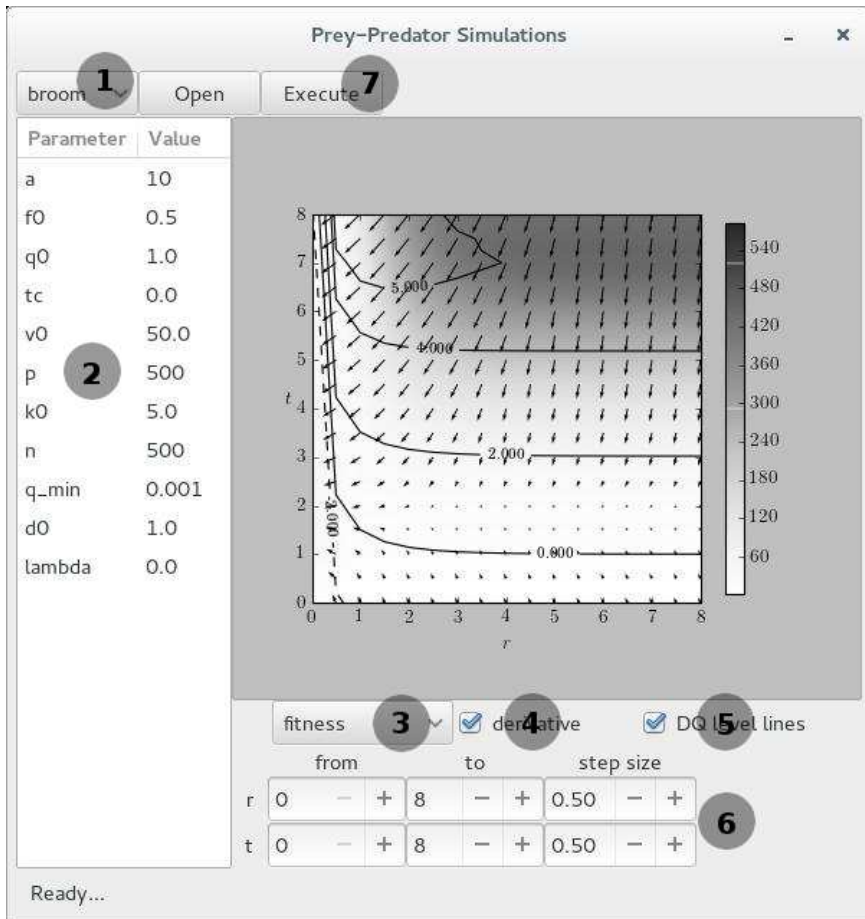 Prey-Predator Simulations
1
7
broom Open Execute
Parameter Value
a 10
f0 0.5
q0 1.0
tc 0.0
v0 50.0
p 2 500
k0 5.0
n 500
q_min 0.001
d0 1.0
lambda 0.0
8
7
6
5
t 4
3
2
1
0
5.000
4.000
2.000
0.000
0 1 2 3 4 5 6 7 8
r
540
480
420
360
300
240
180
120
60
fitness 3 4 5 DQ level lines
from to step size
r 0 - + 8 - + 0.50 - +
6
t 0 - + 8 - + 0.50 - +
Ready...